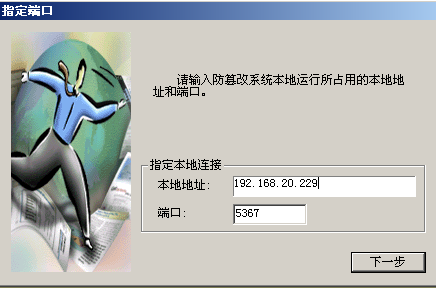 指定端口
请输入防篡改系统本地运行所占用的本地地
址和端口。
指定本地连接
本地地址: 192.168.20.229
端口: 5367
下一步